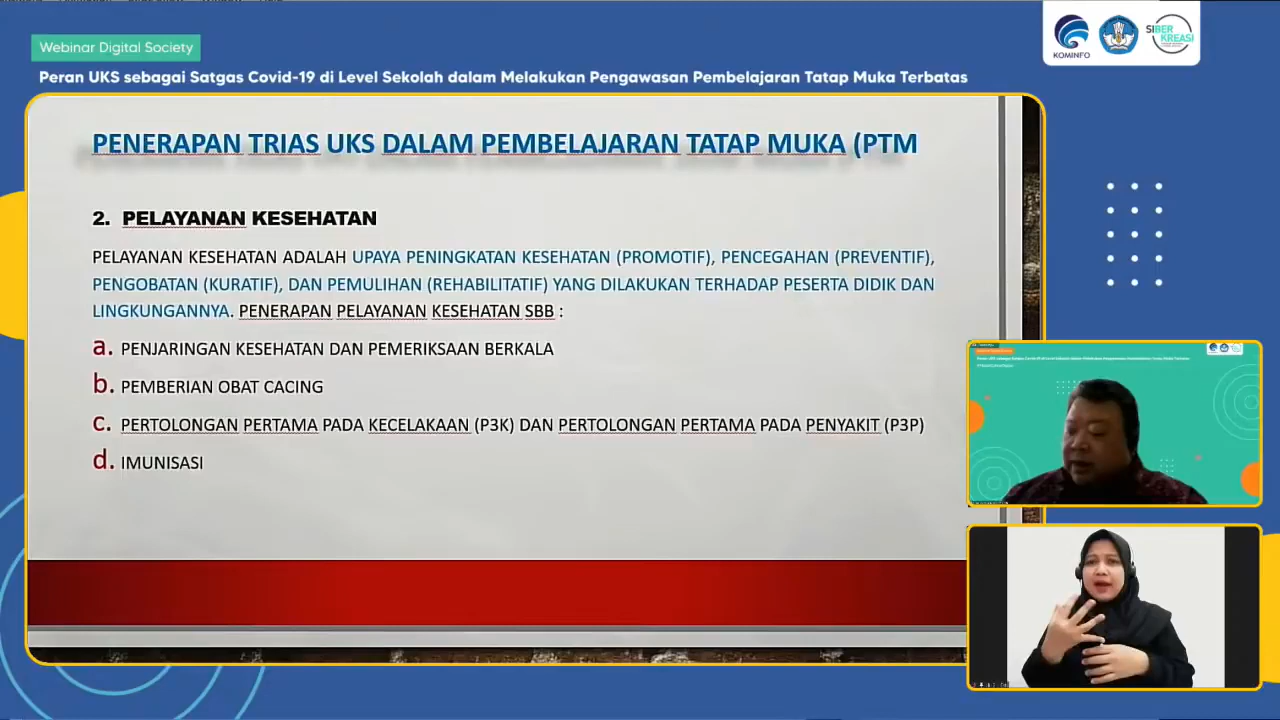 Webinar Digital Society
Peran UKS sebagai Satgas Covid-19 di Level Sekolah dalam Melakukan Pengawasan Pembelajaran Tatap Muka Terbatas
KOMINFO
SIBER
KREASI
PENERAPAN TRIAS UKS DALAM PEMBELAJARAN TATAP MUKA (PTM
2. PELAYANAN KESEHATAN
PELAYANAN KESEHATAN ADALAH UPAYA PENINGKATAN KESEHATAN (PROMOTIF), PENCEGAHAN (PREVENTIF),
PENGOBATAN (KURATIF), DAN PEMULIHAN (REHABILITATIF) YANG DILAKUKAN TERHADAP PESERTA DIDIK DAN
LINGKUNGANNYA. PENERAPAN PELAYANAN KESEHATAN SBB :
a. PENJARINGAN KESEHATAN DAN PEMERIKSAAN BERKALA
b. PEMBERIAN OBAT CACING
c. PERTOLONGAN PERTAMA PADA KECELAKAAN (P3K) DAN PERTOLONGAN PERTAMA PADA PENYAKIT (P3P)
d. IMUNISASI